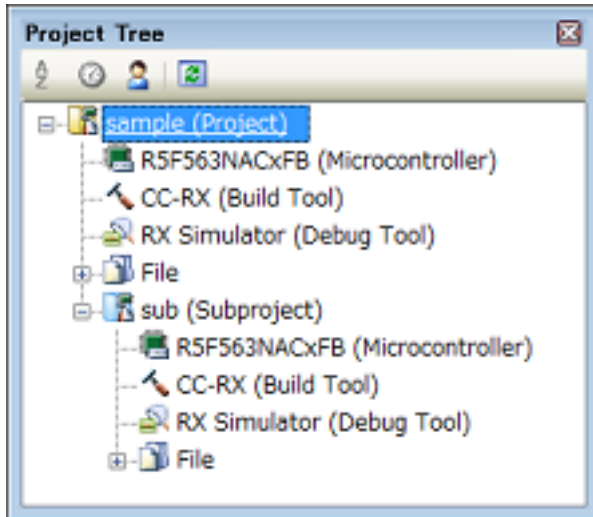 Project Tree
sample (Project)
R5F563NACxFB (Microcontroller)
CC-RX (Build Tool)
RX Simulator (Debug Tool)
File
sub (Subproject)
R5F563NACxFB (Microcontroller)
CC-RX (Build Tool)
RX Simulator (Debug Tool)
File